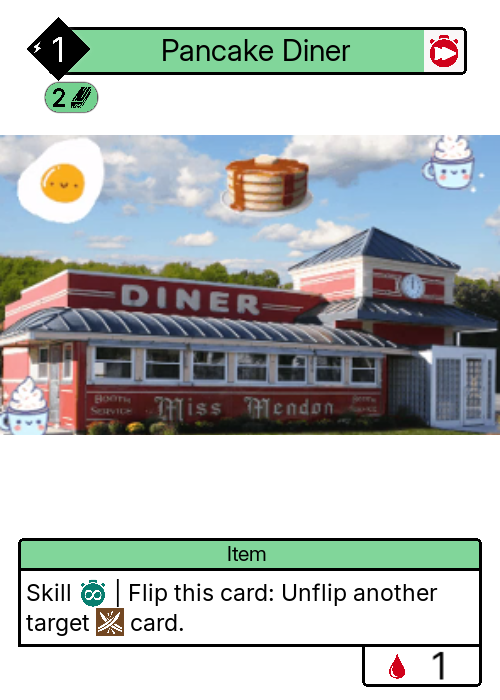 1
Pancake Diner
2
DINER
BOOTH
SERVICE
Miss Mendon
BOOTH
SERVICE
Item
Skill | Flip this card: Unflip another
target card.
1